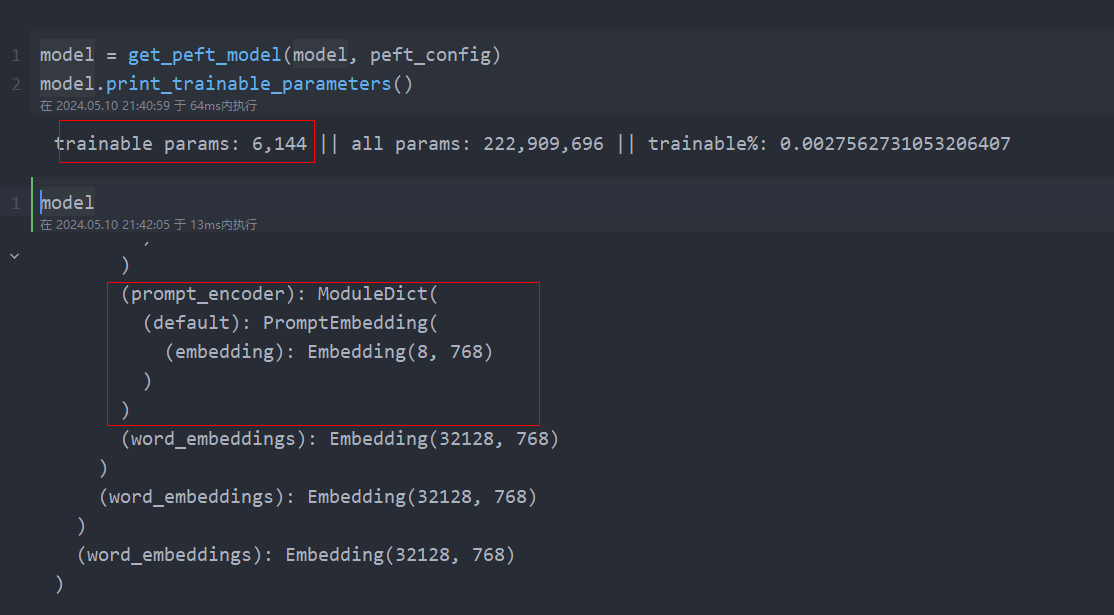 1 model = get_peft_model(model, peft_config)
2 model.print_trainable_parameters()
在 2024.05.10 21:40:59 于 64ms内执行
trainable params: 6,144 || all params: 222,909,696 || trainable%: 0.0027562731053206407
1 model
在 2024.05.10 21:42:05 于 13ms内执行
)
)
(prompt_encoder): ModuleDict(
(default): PromptEmbedding(
(embedding): Embedding(8, 768)
)
)
(word_embeddings): Embedding(32128, 768)
)
(word_embeddings): Embedding(32128, 768)
)
(word_embeddings): Embedding(32128, 768)
)